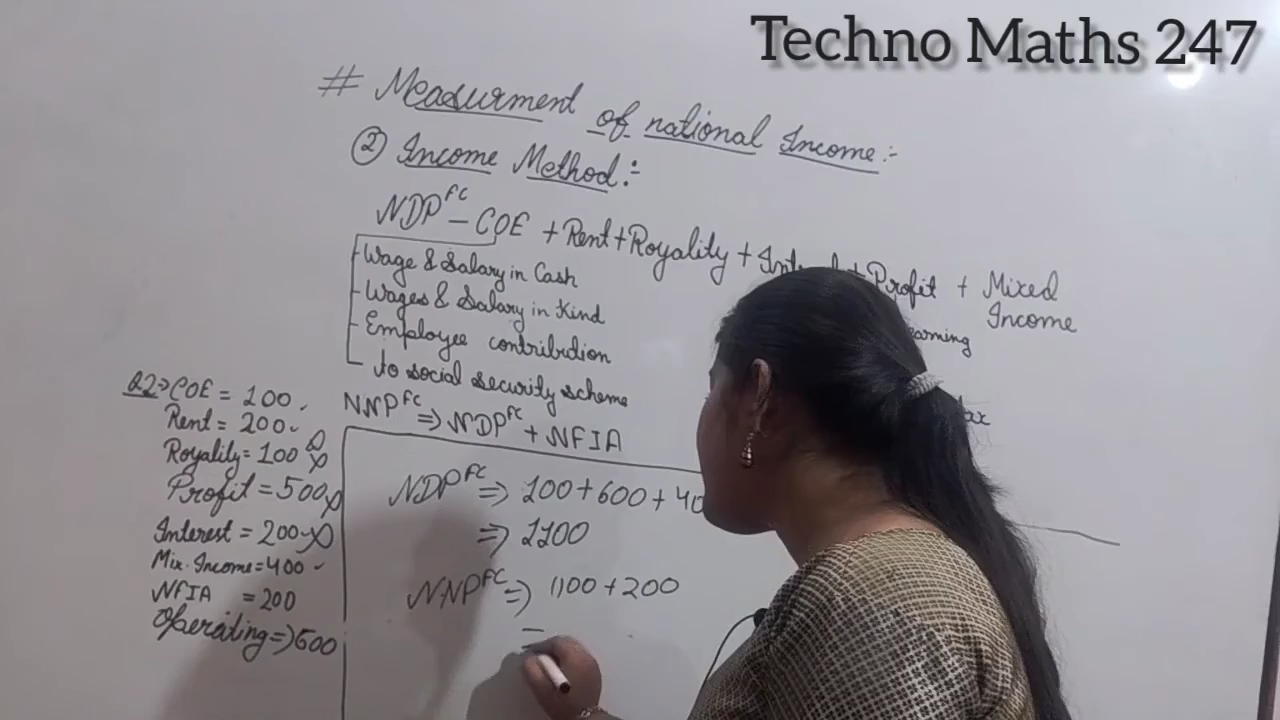 Techno Maths 247
# Measurment of national Income:-
② Income Method:-
NDP^FC - COE + Rent + Royality + + Profit + Mixed Income
Wage & Salary in Cash
Wages & Salary in Kind
Employee contribution
to social security scheme
earning
NNP^FC => NDP^FC + NFIA
Q2→ COE = 100
Rent = 200
Royality = 100
Profit = 500
Interest = 200
Mix. Income = 400
NFIA = 200
Operating => 600
NDP^FC => 100 + 600 +
=> 1100
NNP^FC => 1100 + 200